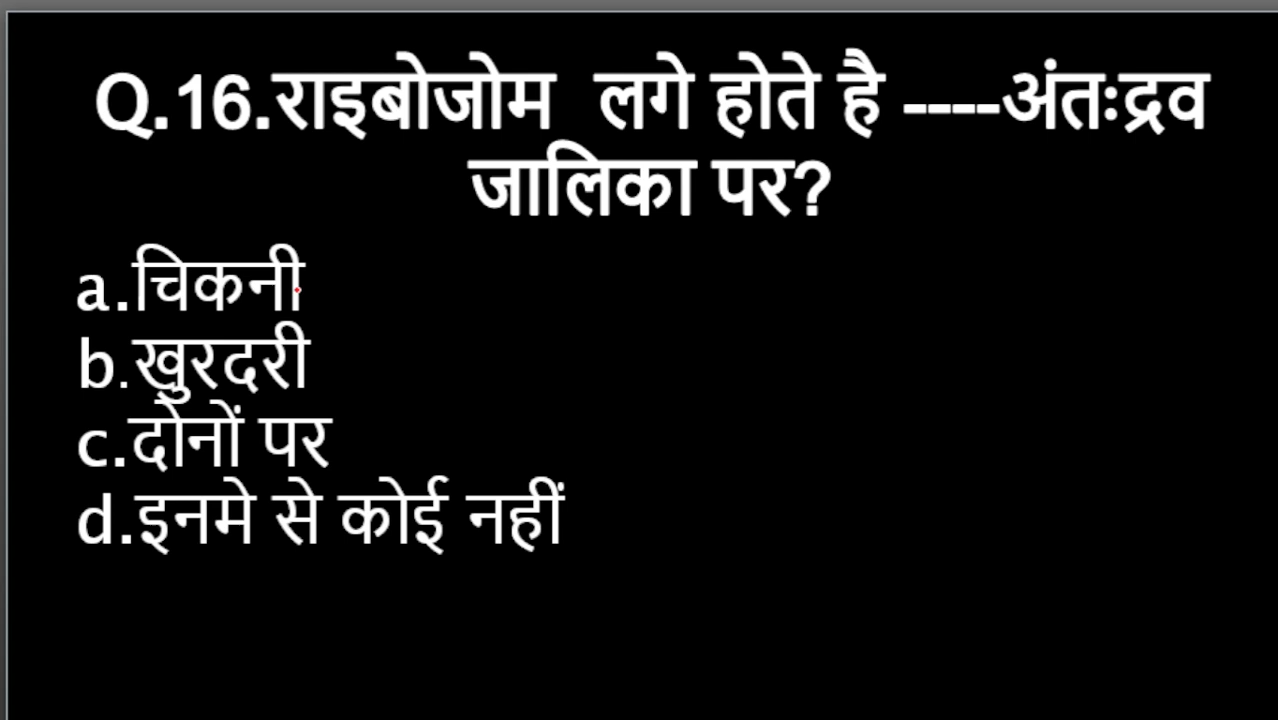 Q.16.राइबोजोम लगे होते है ----अंतःद्रव
जालिका पर?
a.चिकनी
b.खुरदरी
c.दोनों पर
d.इनमे से कोई नहीं